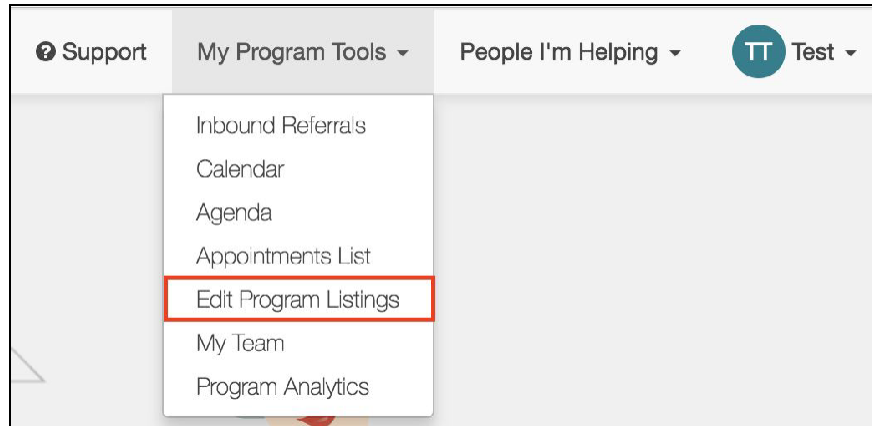 Support My Program Tools People I'm Helping TT Test
Inbound Referrals
Calendar
Agenda
Appointments List
Edit Program Listings
My Team
Program Analytics